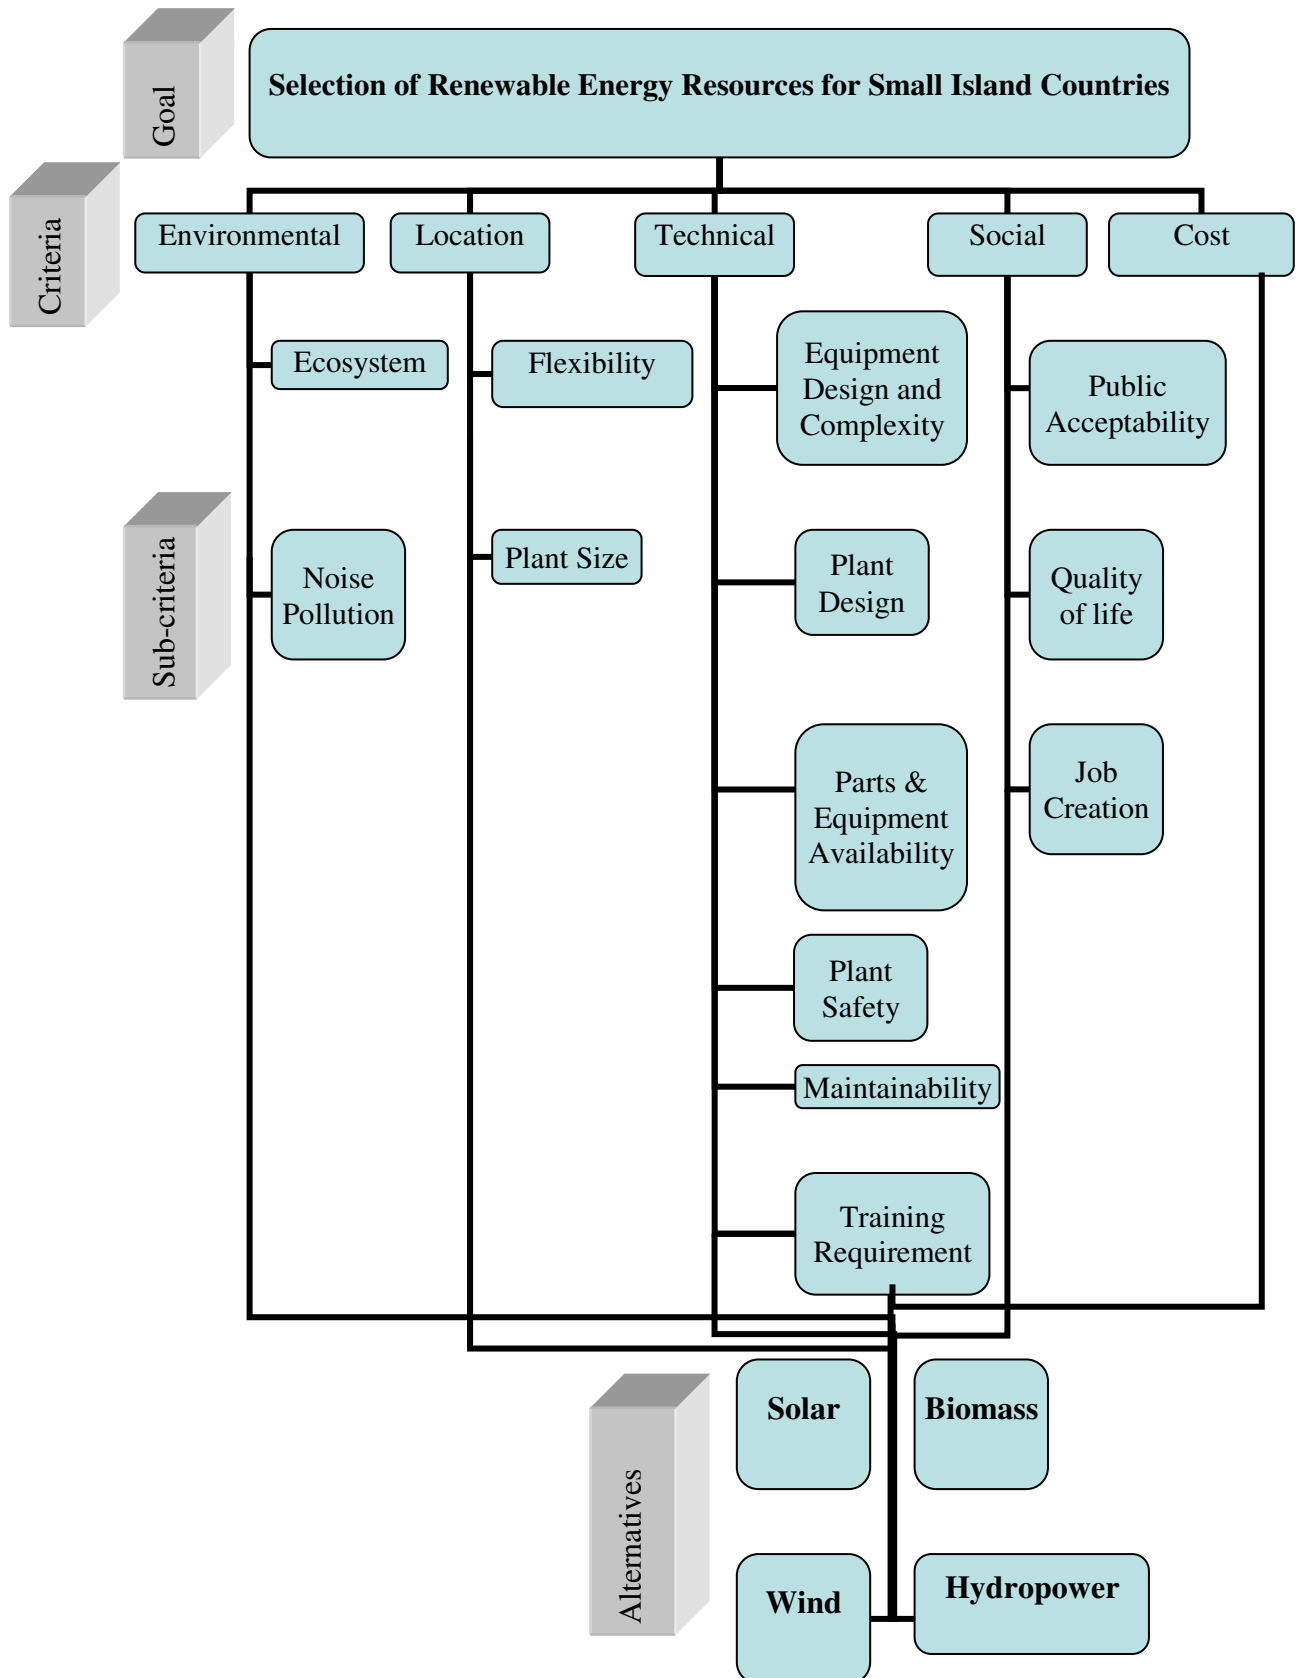 Goal
Selection of Renewable Energy Resources for Small Island Countries
Criteria
Environmental
Location
Technical
Social
Cost
Sub-criteria
Ecosystem
Noise
Pollution
Flexibility
Plant Size
Equipment
Design and
Complexity
Plant
Design
Parts &
Equipment
Availability
Plant
Safety
Maintainability
Training
Requirement
Public
Acceptability
Quality
of life
Job
Creation
Alternatives
Solar
Biomass
Wind
Hydropower